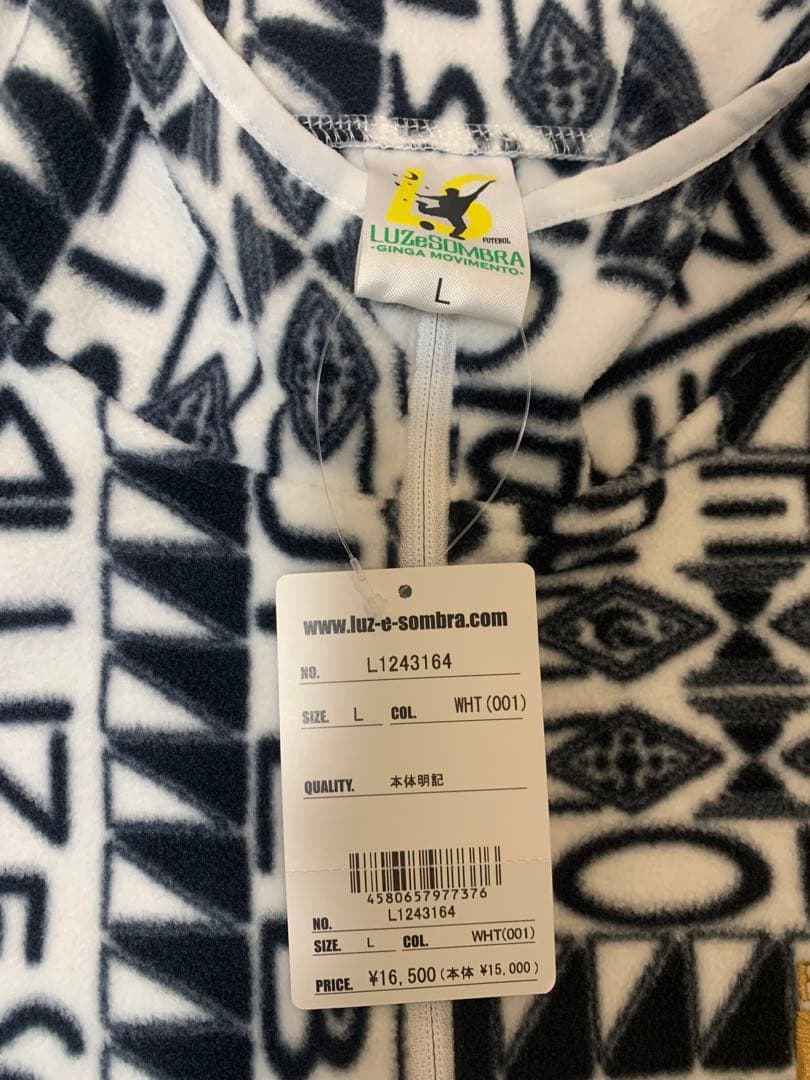 LUZeSOMBRA
FUTEBOL
-GINGA MOVIMENTO-
L
www.luz-e-sombra.com
NO. L1243164
SIZE. L COL. WHT(001)
QUALITY. 本体明記
4580657977376
NO. L1243164
SIZE. L COL. WHT(001)
PRICE. ¥16,500(本体 ¥15,000)